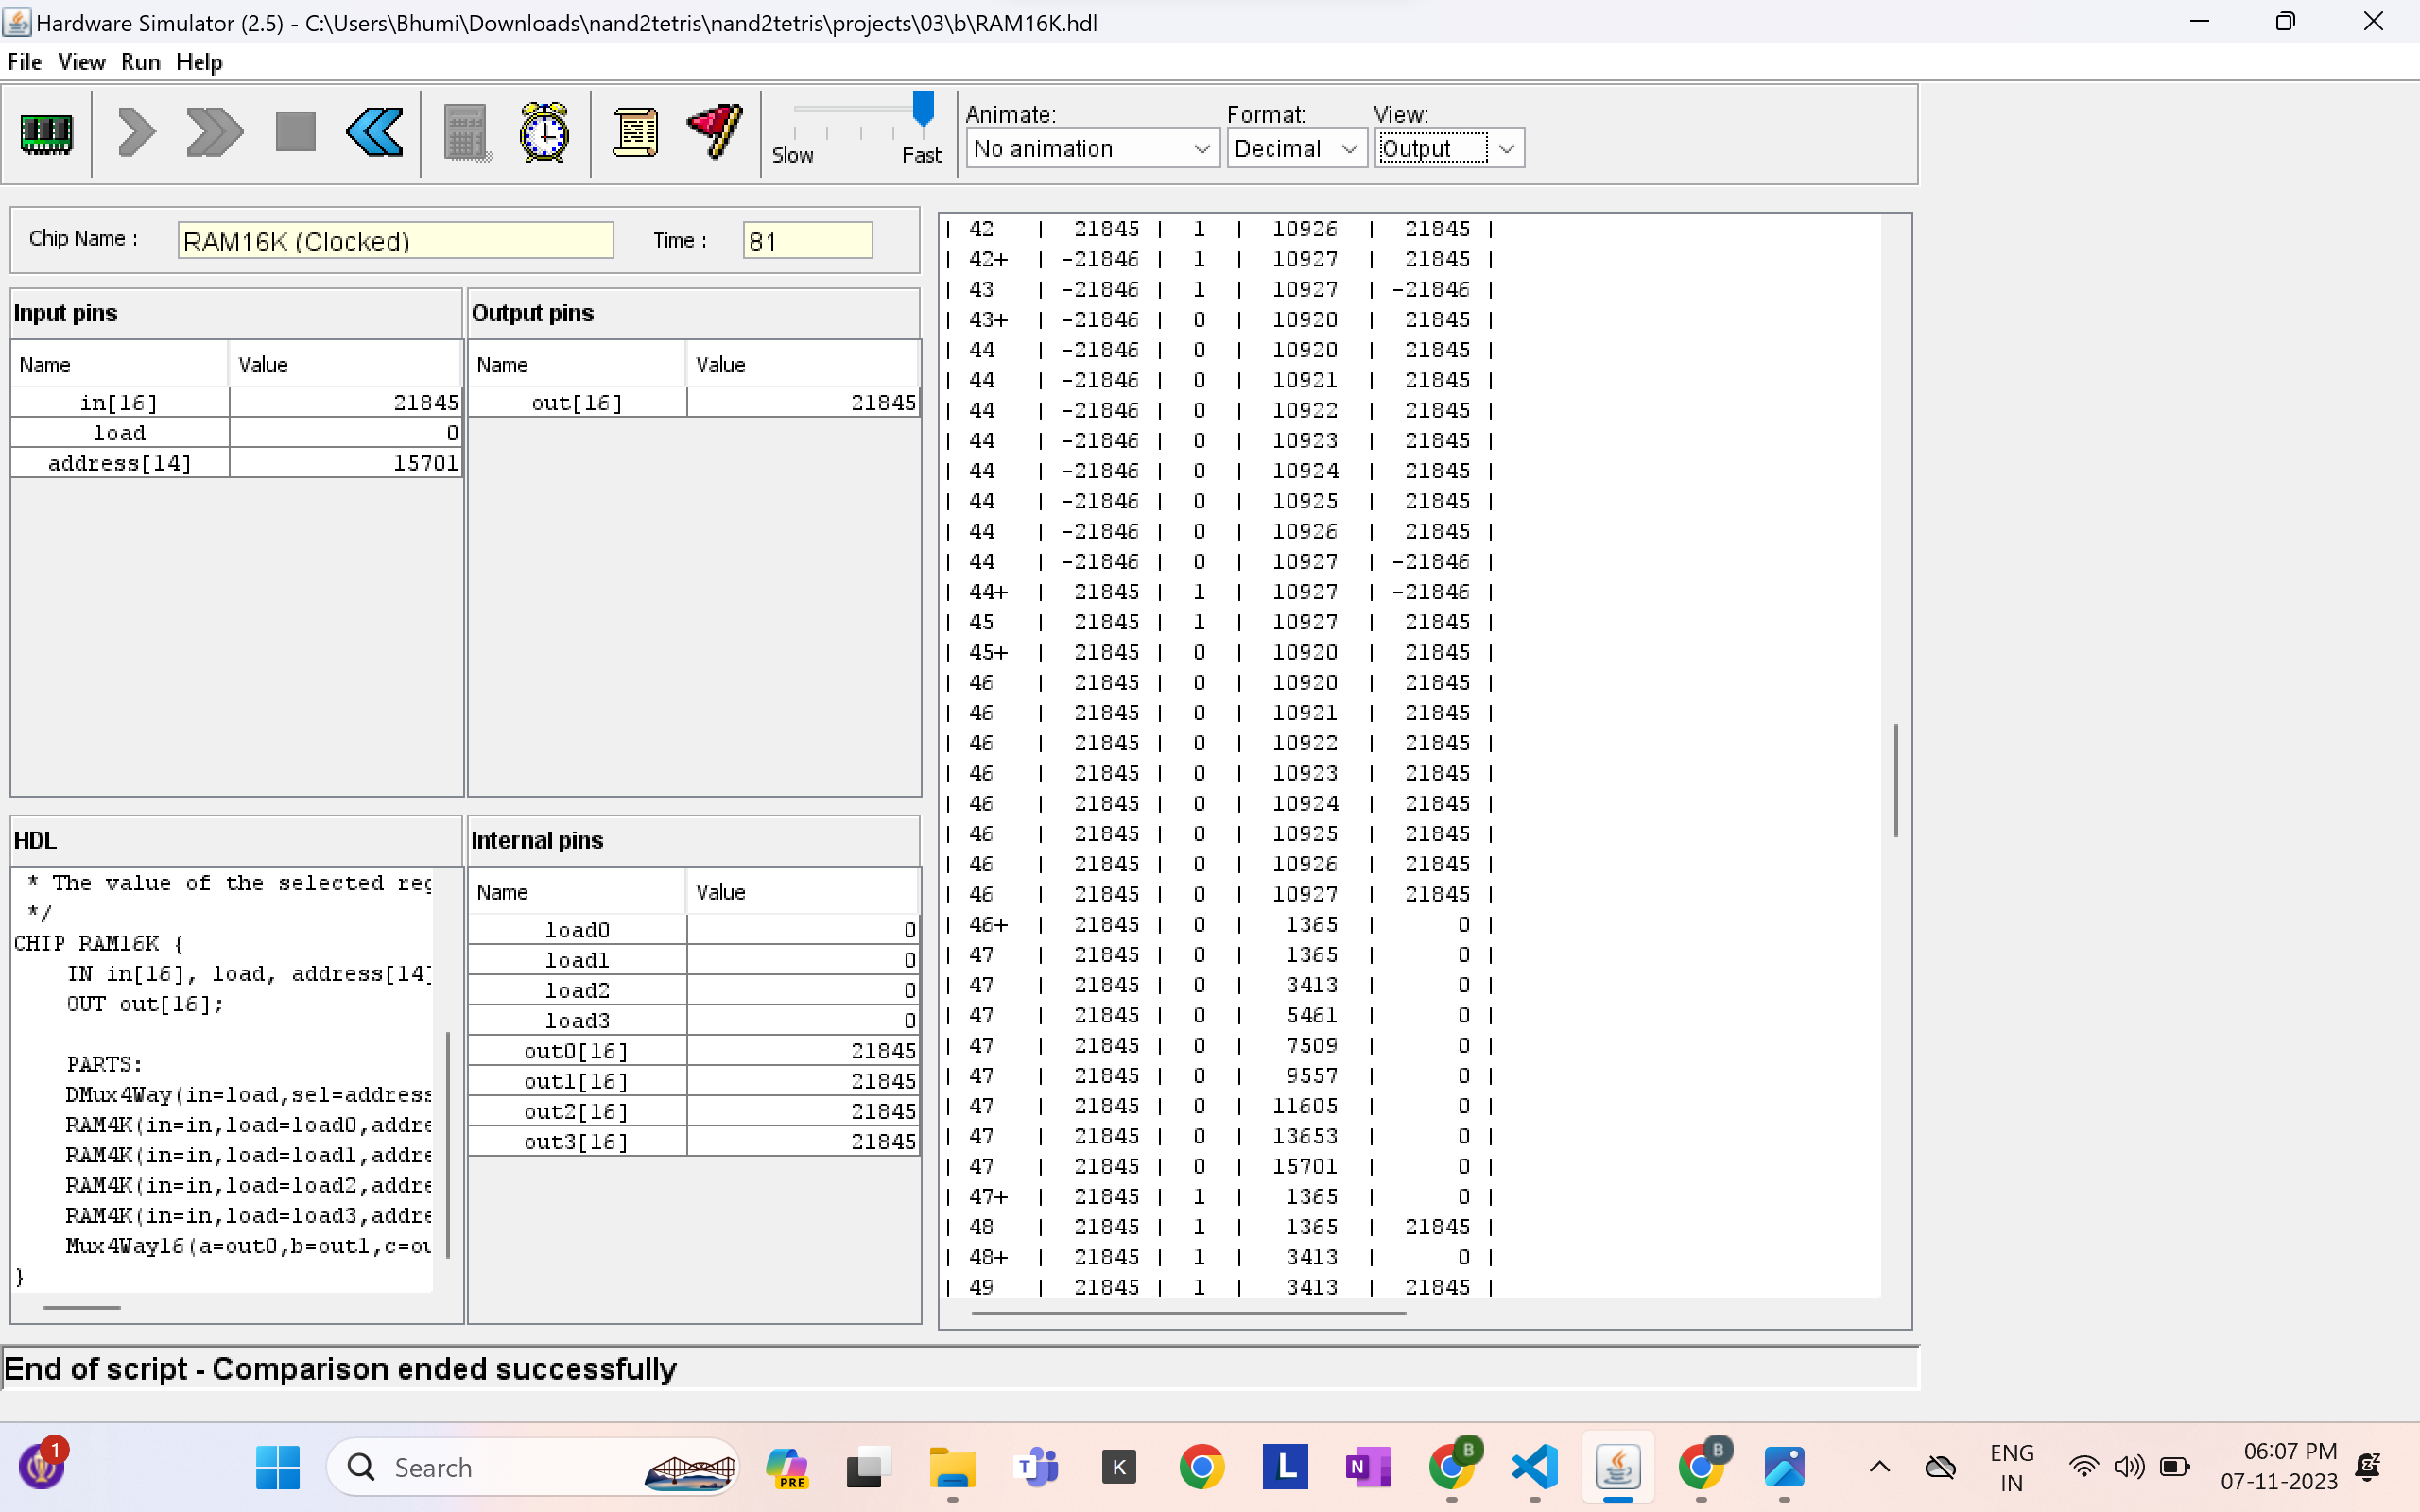 Hardware Simulator (2.5) - C:\Users\Bhumi\Downloads\nand2tetris\nand2tetris\projects\03\b\RAM16K.hdl
File View Run Help
Slow Fast
Animate: Format: View:
No animation Decimal Output
Chip Name : RAM16K (Clocked) Time : 81
Input pins
Name Value
in[16] 21845
load 0
address[14] 15701
Output pins
Name Value
out[16] 21845
HDL
* The value of the selected reg
*/
CHIP RAM16K {
IN in[16], load, address[14]
OUT out[16];
PARTS:
DMux4Way(in=load,sel=address
RAM4K(in=in,load=load0,addre
RAM4K(in=in,load=load1,addre
RAM4K(in=in,load=load2,addre
RAM4K(in=in,load=load3,addre
Mux4Way16(a=out0,b=out1,c=ou
}
Internal pins
Name Value
load0 0
load1 0
load2 0
load3 0
out0[16] 21845
out1[16] 21845
out2[16] 21845
out3[16] 21845
| 42 | 21845 | 1 | 10926 | 21845 |
| 42+ | -21846 | 1 | 10927 | 21845 |
| 43 | -21846 | 1 | 10927 | -21846 |
| 43+ | -21846 | 0 | 10920 | 21845 |
| 44 | -21846 | 0 | 10920 | 21845 |
| 44 | -21846 | 0 | 10921 | 21845 |
| 44 | -21846 | 0 | 10922 | 21845 |
| 44 | -21846 | 0 | 10923 | 21845 |
| 44 | -21846 | 0 | 10924 | 21845 |
| 44 | -21846 | 0 | 10925 | 21845 |
| 44 | -21846 | 0 | 10926 | 21845 |
| 44 | -21846 | 0 | 10927 | -21846 |
| 44+ | 21845 | 1 | 10927 | -21846 |
| 45 | 21845 | 1 | 10927 | 21845 |
| 45+ | 21845 | 0 | 10920 | 21845 |
| 46 | 21845 | 0 | 10920 | 21845 |
| 46 | 21845 | 0 | 10921 | 21845 |
| 46 | 21845 | 0 | 10922 | 21845 |
| 46 | 21845 | 0 | 10923 | 21845 |
| 46 | 21845 | 0 | 10924 | 21845 |
| 46 | 21845 | 0 | 10925 | 21845 |
| 46 | 21845 | 0 | 10926 | 21845 |
| 46 | 21845 | 0 | 10927 | 21845 |
| 46+ | 21845 | 0 | 1365 | 0 |
| 47 | 21845 | 0 | 1365 | 0 |
| 47 | 21845 | 0 | 3413 | 0 |
| 47 | 21845 | 0 | 5461 | 0 |
| 47 | 21845 | 0 | 7509 | 0 |
| 47 | 21845 | 0 | 9557 | 0 |
| 47 | 21845 | 0 | 11605 | 0 |
| 47 | 21845 | 0 | 13653 | 0 |
| 47 | 21845 | 0 | 15701 | 0 |
| 47+ | 21845 | 1 | 1365 | 0 |
| 48 | 21845 | 1 | 1365 | 21845 |
| 48+ | 21845 | 1 | 3413 | 0 |
| 49 | 21845 | 1 | 3413 | 21845 |
End of script - Comparison ended successfully
1
Search
PRE
T
K
L
N
B
B
ENG
IN
06:07 PM
07-11-2023